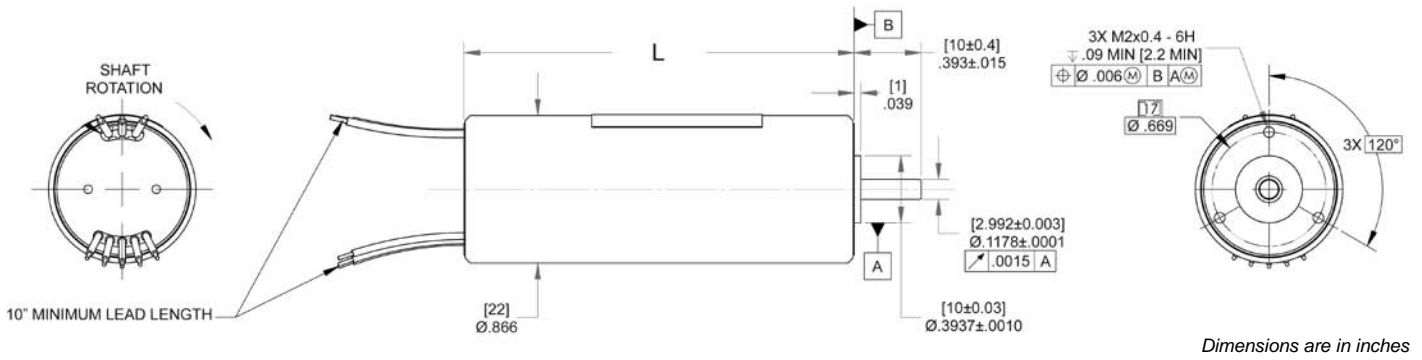 SHAFT
ROTATION
10" MINIMUM LEAD LENGTH
L
B
[10±0.4]
.393±.015
[1]
.039
[22]
Ø.866
A
[2.992±0.003]
Ø.1178±.0001
↗ .0015 A
[10±0.03]
Ø.3937±.0010
3X M2x0.4 - 6H
↧ .09 MIN [2.2 MIN]
⌖ Ø .006Ⓜ B AⓂ
[17]
Ø .669
3X 120°
Dimensions are in inches